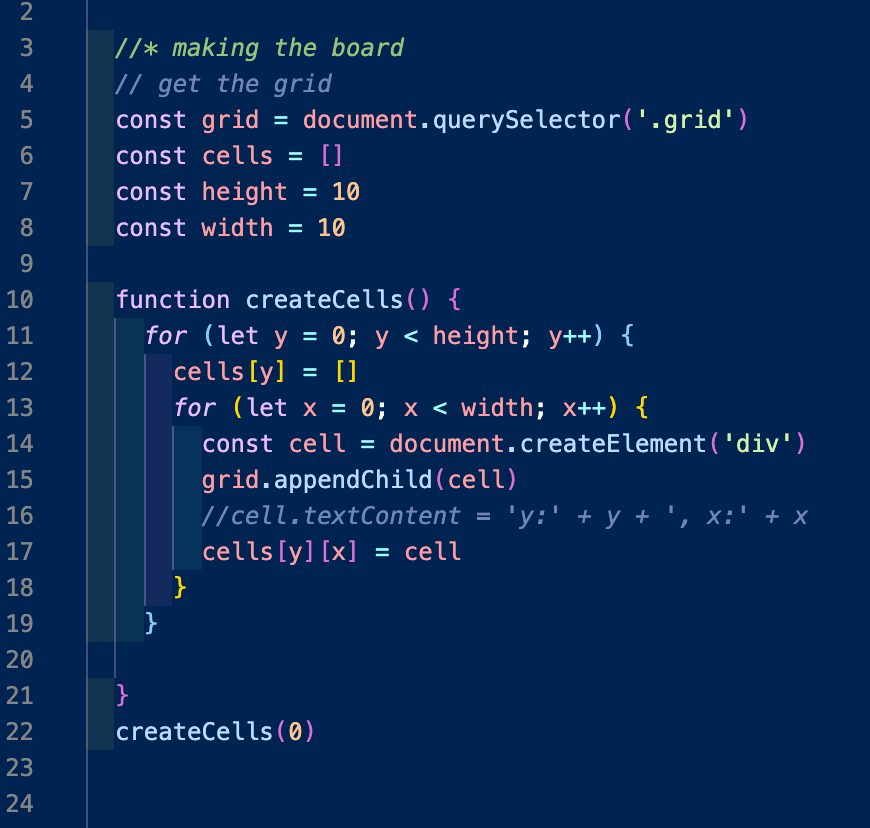 2
3 //* making the board
4 // get the grid
5 const grid = document.querySelector('.grid')
6 const cells = []
7 const height = 10
8 const width = 10
9
10 function createCells() {
11 for (let y = 0; y < height; y++) {
12 cells[y] = []
13 for (let x = 0; x < width; x++) {
14 const cell = document.createElement('div')
15 grid.appendChild(cell)
16 //cell.textContent = 'y:' + y + ', x:' + x
17 cells[y][x] = cell
18 }
19 }
20
21 }
22 createCells(0)
23
24